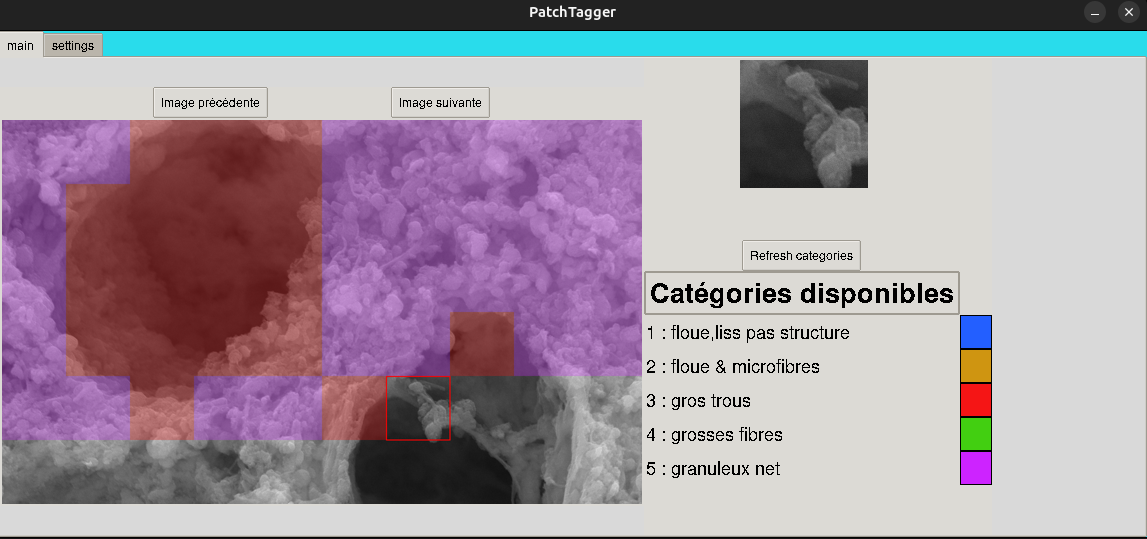 PatchTagger
main
settings
Image précédente
Image suivante
Refresh categories
Catégories disponibles
1 : floue,liss pas structure
2 : floue & microfibres
3 : gros trous
4 : grosses fibres
5 : granuleux net